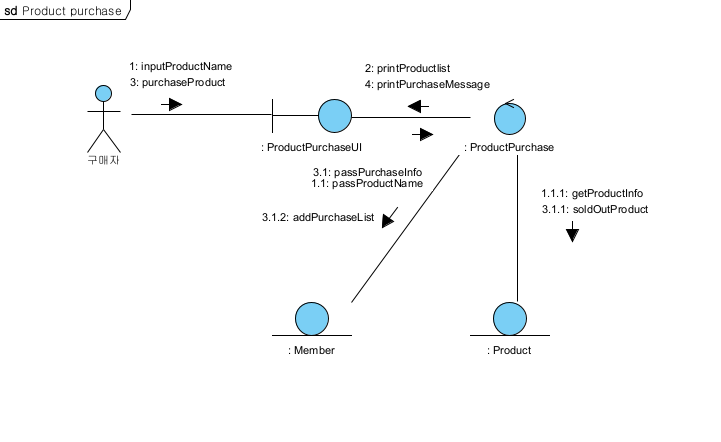 sd Product purchase
1: inputProductName
3: purchaseProduct
2: printProductlist
4: printPurchaseMessage
구매자
: ProductPurchaseUI
: ProductPurchase
3.1: passPurchaseInfo
1.1: passProductName
3.1.2: addPurchaseList
1.1.1: getProductInfo
3.1.1: soldOutProduct
: Member
: Product